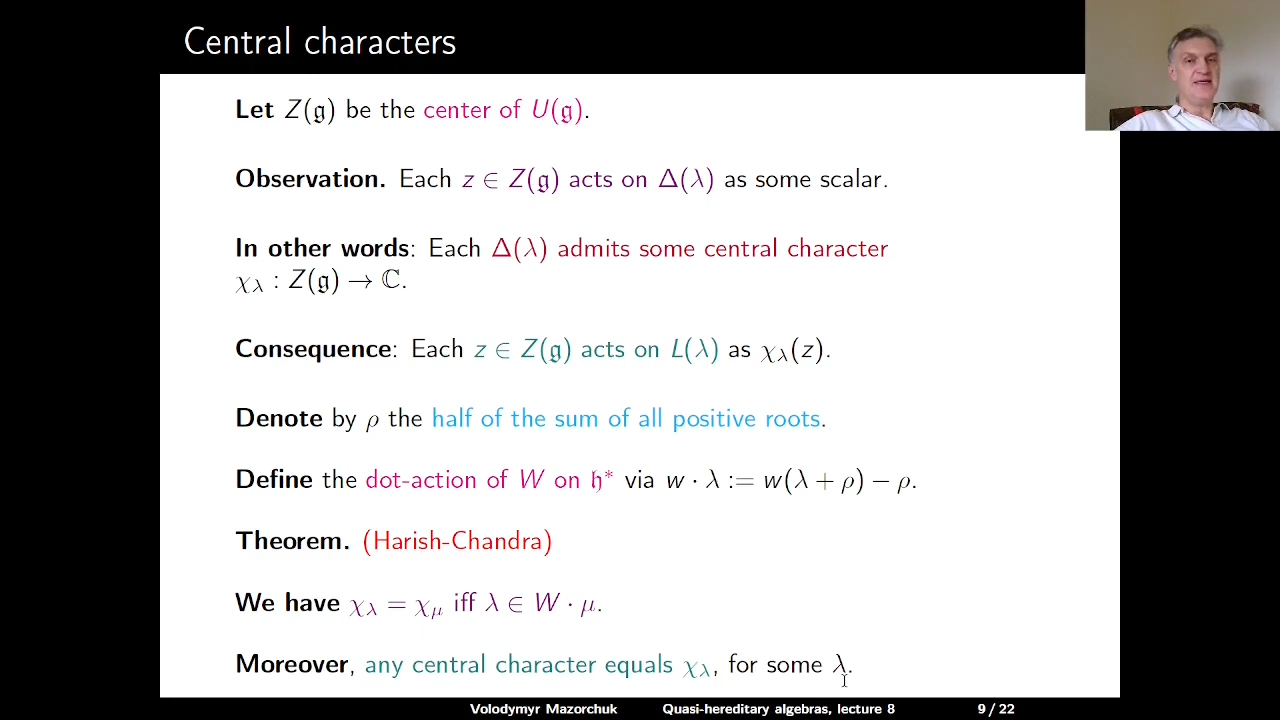 Central characters
Let Z(𝔤) be the center of U(𝔤).
Observation. Each z ∈ Z(𝔤) acts on Δ(λ) as some scalar.
In other words: Each Δ(λ) admits some central character
χ_λ : Z(𝔤) → ℂ.
Consequence: Each z ∈ Z(𝔤) acts on L(λ) as χ_λ(z).
Denote by ρ the half of the sum of all positive roots.
Define the dot-action of W on 𝔥* via w · λ := w(λ + ρ) − ρ.
Theorem. (Harish-Chandra)
We have χ_λ = χ_μ iff λ ∈ W · μ.
Moreover, any central character equals χ_λ, for some λ.
Volodymyr Mazorchuk Quasi-hereditary algebras, lecture 8 9 / 22